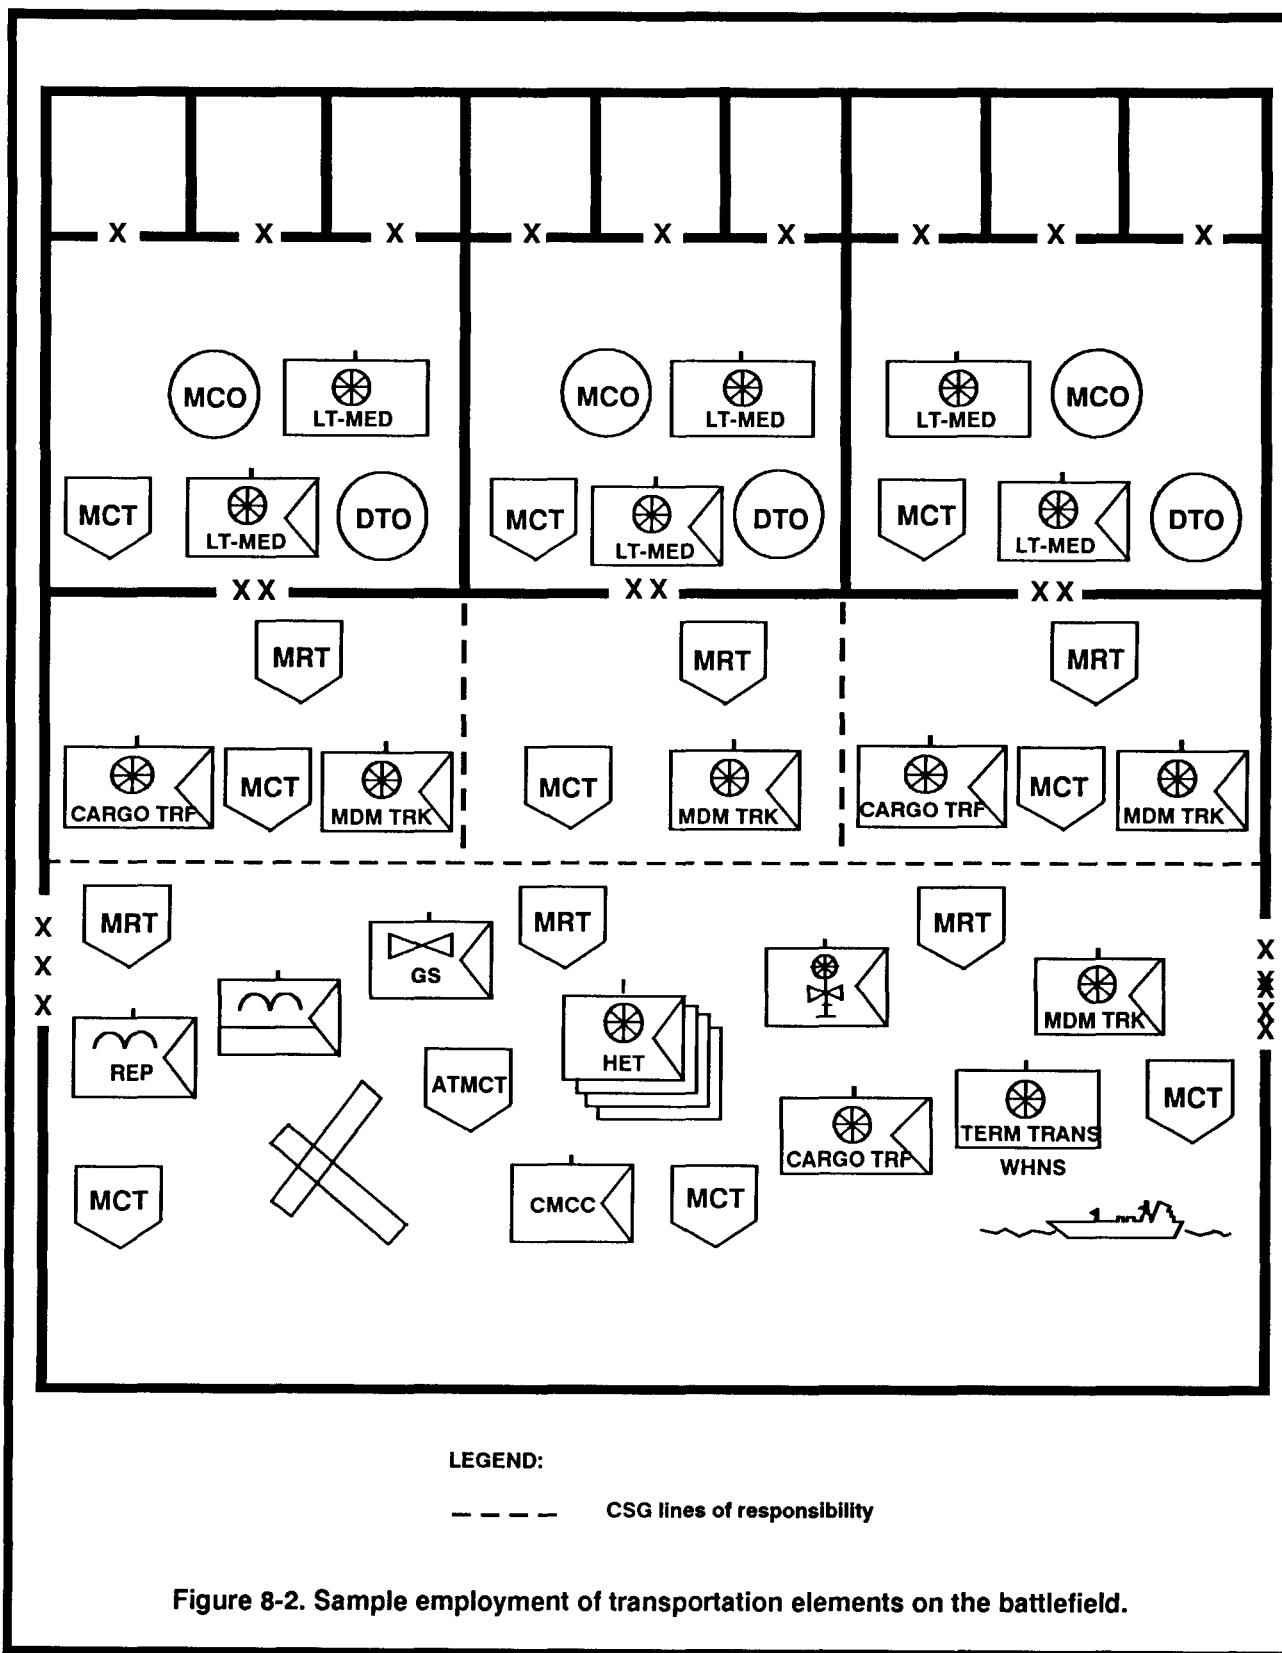 X X X X X X X X X
MCO LT-MED MCO LT-MED LT-MED MCO
MCT LT-MED DTO MCT LT-MED DTO MCT LT-MED DTO
XX XX XX
MRT MRT MRT
CARGO TRF MCT MDM TRK MCT MDM TRK CARGO TRF MCT MDM TRK
MRT MRT MRT
X
X
X
GS
X
X
X
X
X
MDM TRK
REP
HET
ATMCT
MCT
TERM TRANS
WHNS
CARGO TRF
MCT
CMCC
MCT
LEGEND:
CSG lines of responsibility
Figure 8-2. Sample employment of transportation elements on the battlefield.